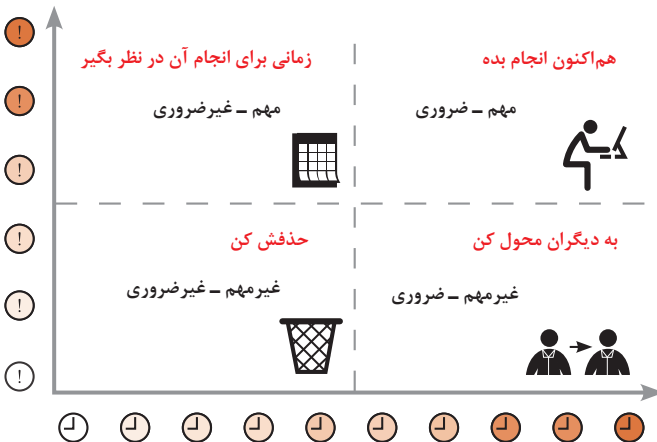 هم‌اکنون انجام بده
مهم ـ ضروری
زمانی برای انجام آن در نظر بگیر
مهم ـ غیرضروری
به دیگران محول کن
غیرمهم ـ ضروری
حذفش کن
غیرمهم ـ غیرضروری
!
!
!
!
!
!